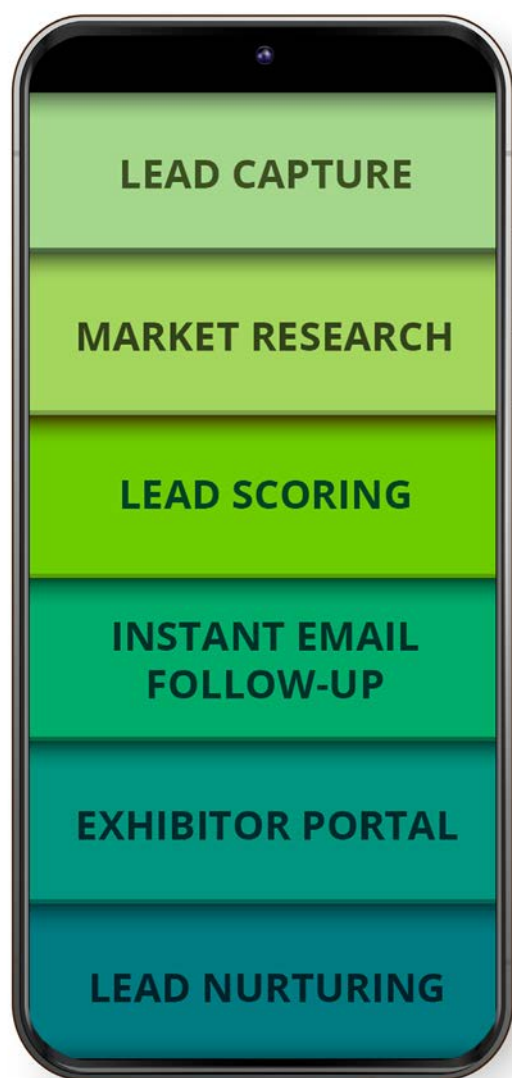 LEAD CAPTURE
MARKET RESEARCH
LEAD SCORING
INSTANT EMAIL
FOLLOW-UP
EXHIBITOR PORTAL
LEAD NURTURING